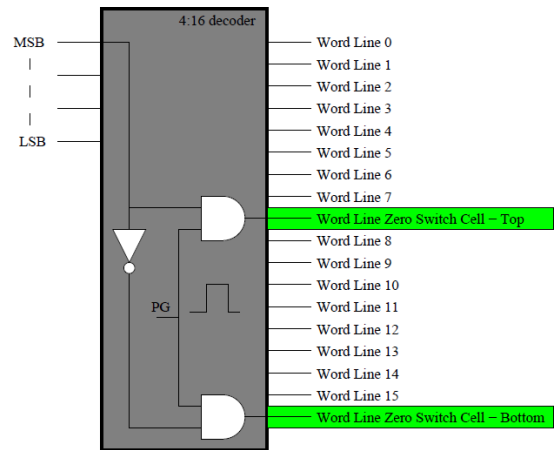 4:16 decoder
MSB
LSB
PG
Word Line 0
Word Line 1
Word Line 2
Word Line 3
Word Line 4
Word Line 5
Word Line 6
Word Line 7
Word Line Zero Switch Cell − Top
Word Line 8
Word Line 9
Word Line 10
Word Line 11
Word Line 12
Word Line 13
Word Line 14
Word Line 15
Word Line Zero Switch Cell − Bottom